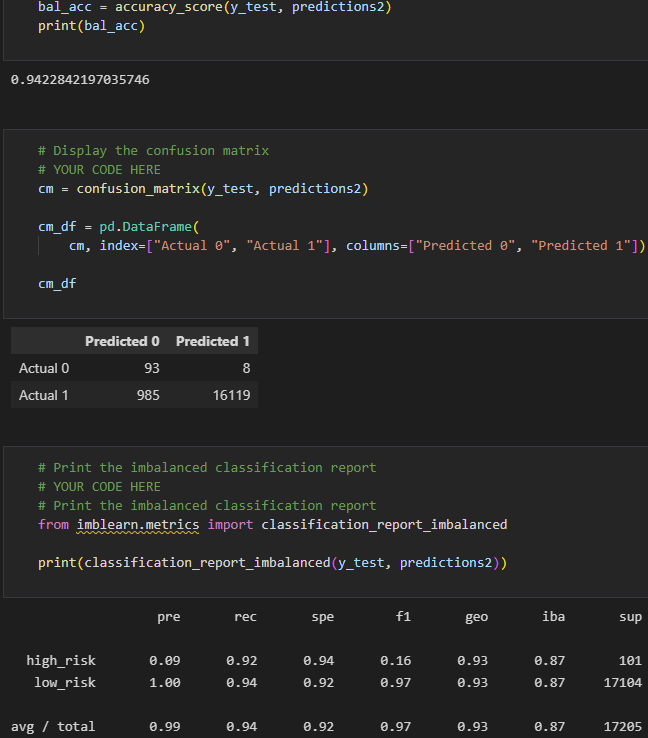 bal_acc = accuracy_score(y_test, predictions2)
print(bal_acc)
0.9422842197035746
# Display the confusion matrix
# YOUR CODE HERE
cm = confusion_matrix(y_test, predictions2)
cm_df = pd.DataFrame(
cm, index=["Actual 0", "Actual 1"], columns=["Predicted 0", "Predicted 1"])
cm_df
Predicted 0 Predicted 1
Actual 0 93 8
Actual 1 985 16119
# Print the imbalanced classification report
# YOUR CODE HERE
# Print the imbalanced classification report
from imblearn.metrics import classification_report_imbalanced
print(classification_report_imbalanced(y_test, predictions2))
pre rec spe f1 geo iba sup
high_risk 0.09 0.92 0.94 0.16 0.93 0.87 101
low_risk 1.00 0.94 0.92 0.97 0.93 0.87 17104
avg / total 0.99 0.94 0.92 0.97 0.93 0.87 17205